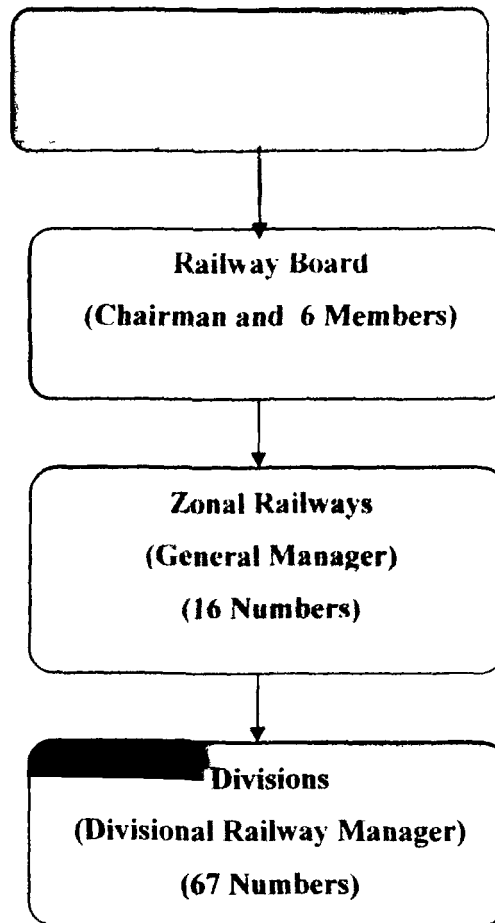 Railway Board
(Chairman and 6 Members)
Zonal Railways
(General Manager)
(16 Numbers)
Divisions
(Divisional Railway Manager)
(67 Numbers)